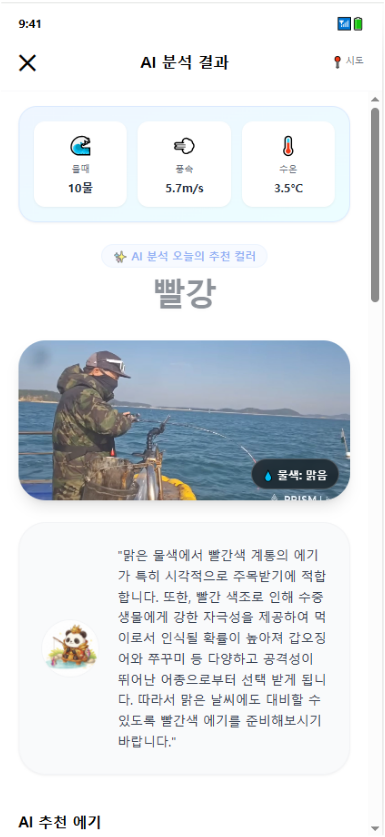 9:41
AI 분석 결과
시도
물때
10물
풍속
5.7m/s
수온
3.5°C
AI 분석 오늘의 추천 컬러
빨강
물색: 맑음
PRISM
"맑은 물색에서 빨간색 계통의 에기
가 특히 시각적으로 주목받기에 적합
합니다. 또한, 빨간 색조로 인해 수중
생물에게 강한 자극성을 제공하여 먹
이로서 인식될 확률이 높아져 갑오징
어와 쭈꾸미 등 다양하고 공격성이
뛰어난 어종으로부터 선택 받게 됩니
다. 따라서 맑은 날씨에도 대비할 수
있도록 빨간색 에기를 준비해보시기
바랍니다."
AI 추천 에기